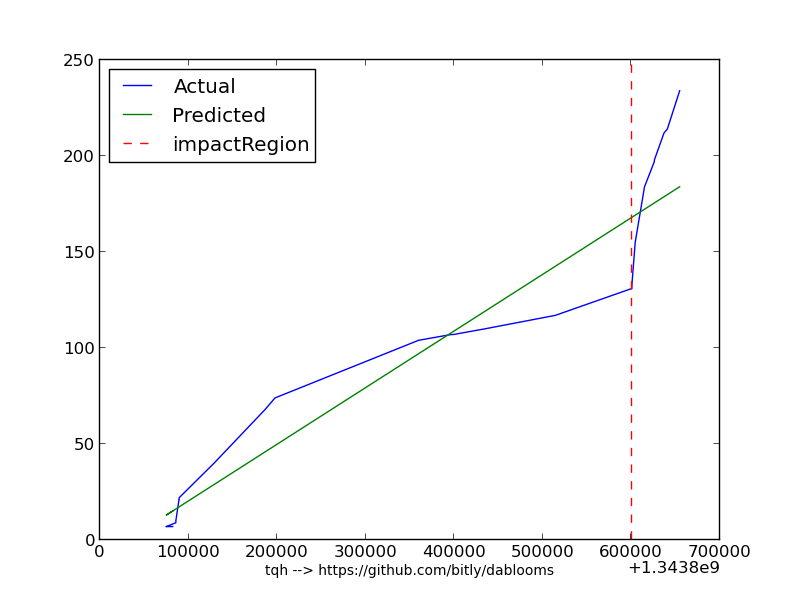 250
200
150
100
50
0
Actual
Predicted
impactRegion
0 100000 200000 300000 400000 500000 600000 700000
+1.3438e9
tqh --> https://github.com/bitly/dablooms